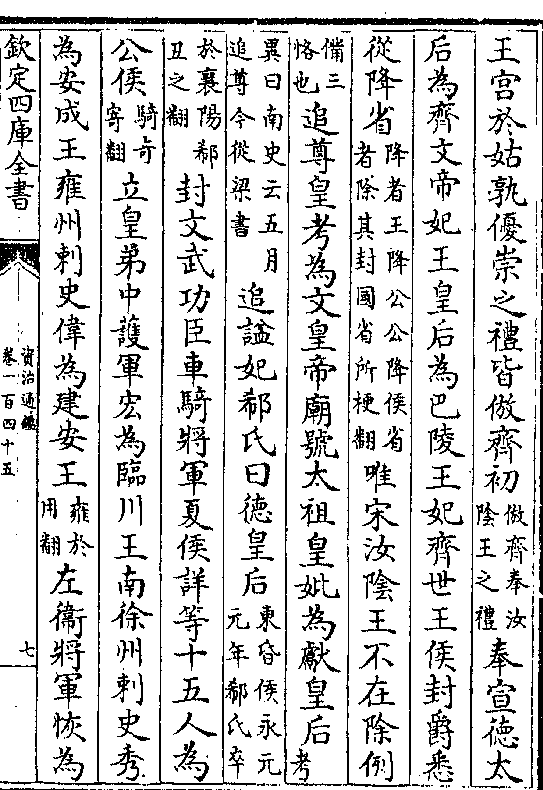 王宫於姑孰優崇之禮皆倣齊初倣齊奉汝陰王之禮奉宣徳太
后為齊文帝妃王皇后為巴陵王妃齊世王侯封爵悉
從降省降者王降公公降侯省者除其封國省所梗翻唯宋汝陰王不在除例
備三恪也追尊皇考為文皇帝廟號太祖皇妣為獻皇后考
異曰南史云五月追尊今從梁書追諡妃郗氏曰徳皇后東昏侯永元元年郗氏卒
於襄陽郗丑之翻封文武功臣車騎將軍夏侯詳等十五人為
公侯騎奇寄翻立皇弟中護軍宏為臨川王南徐州刺史秀
為安成王雍州刺史偉為建安王雍於用翻左衞將軍恢為
欽定四庫全書
資治通鑑
卷一百四十五
七